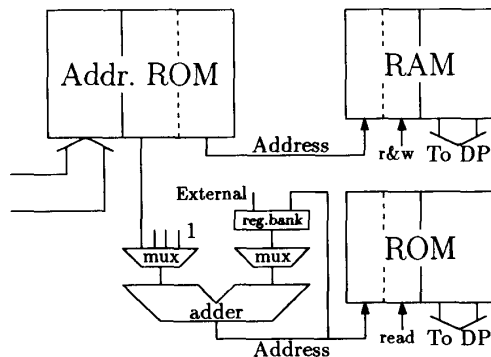 Addr. ROM
RAM
Address
r&w
To DP
External
reg.bank
1
mux
mux
ROM
adder
Address
read
To DP